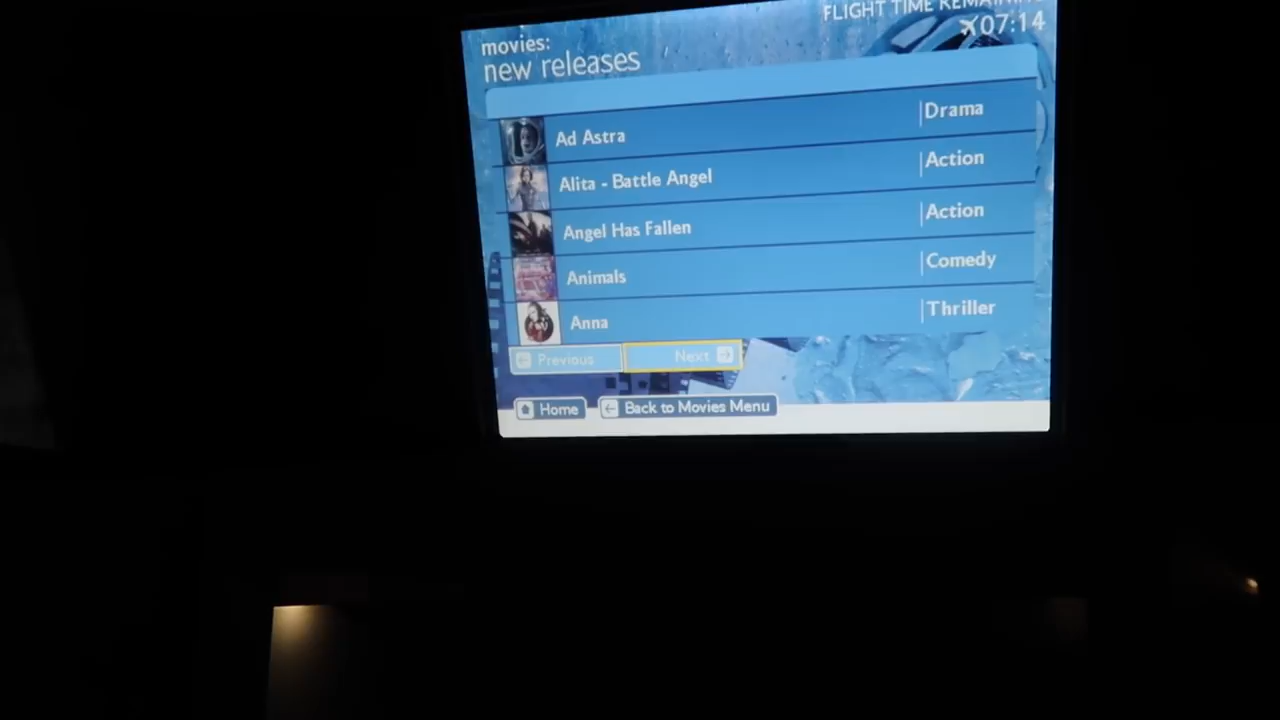 FLIGHT TIME REMAINING
07:14
movies:
new releases
Ad Astra Drama
Alita - Battle Angel Action
Angel Has Fallen Action
Animals Comedy
Anna Thriller
Previous Next
Home Back to Movies Menu